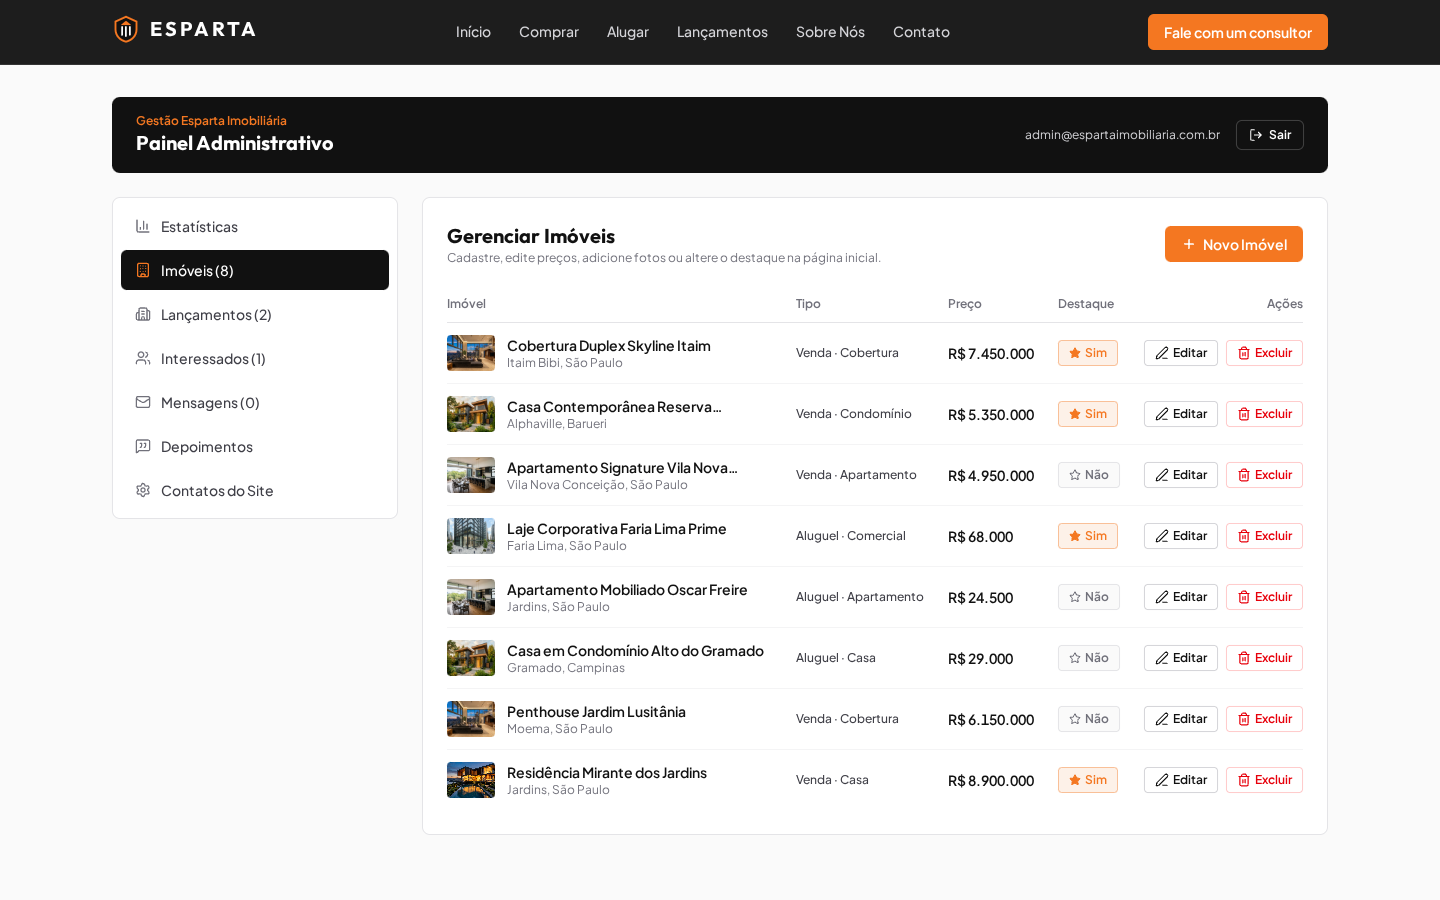 ESPARTA
Início
Comprar
Alugar
Lançamentos
Sobre Nós
Contato
Fale com um consultor
Gestão Esparta Imobiliária
Painel Administrativo
admin@espartaimobiliaria.com.br
Sair
Estatísticas
Imóveis (8)
Lançamentos (2)
Interessados (1)
Mensagens (0)
Depoimentos
Contatos do Site
Gerenciar Imóveis
Cadastre, edite preços, adicione fotos ou altere o destaque na página inicial.
Novo Imóvel
Imóvel Tipo Preço Destaque Ações
Cobertura Duplex Skyline Itaim
Itaim Bibi, São Paulo
Venda · Cobertura
R$ 7.450.000
Sim
Editar
Excluir
Casa Contemporânea Reserva…
Alphaville, Barueri
Venda · Condomínio
R$ 5.350.000
Sim
Editar
Excluir
Apartamento Signature Vila Nova…
Vila Nova Conceição, São Paulo
Venda · Apartamento
R$ 4.950.000
Não
Editar
Excluir
Laje Corporativa Faria Lima Prime
Faria Lima, São Paulo
Aluguel · Comercial
R$ 68.000
Sim
Editar
Excluir
Apartamento Mobiliado Oscar Freire
Jardins, São Paulo
Aluguel · Apartamento
R$ 24.500
Não
Editar
Excluir
Casa em Condomínio Alto do Gramado
Gramado, Campinas
Aluguel · Casa
R$ 29.000
Não
Editar
Excluir
Penthouse Jardim Lusitânia
Moema, São Paulo
Venda · Cobertura
R$ 6.150.000
Não
Editar
Excluir
Residência Mirante dos Jardins
Jardins, São Paulo
Venda · Casa
R$ 8.900.000
Sim
Editar
Excluir